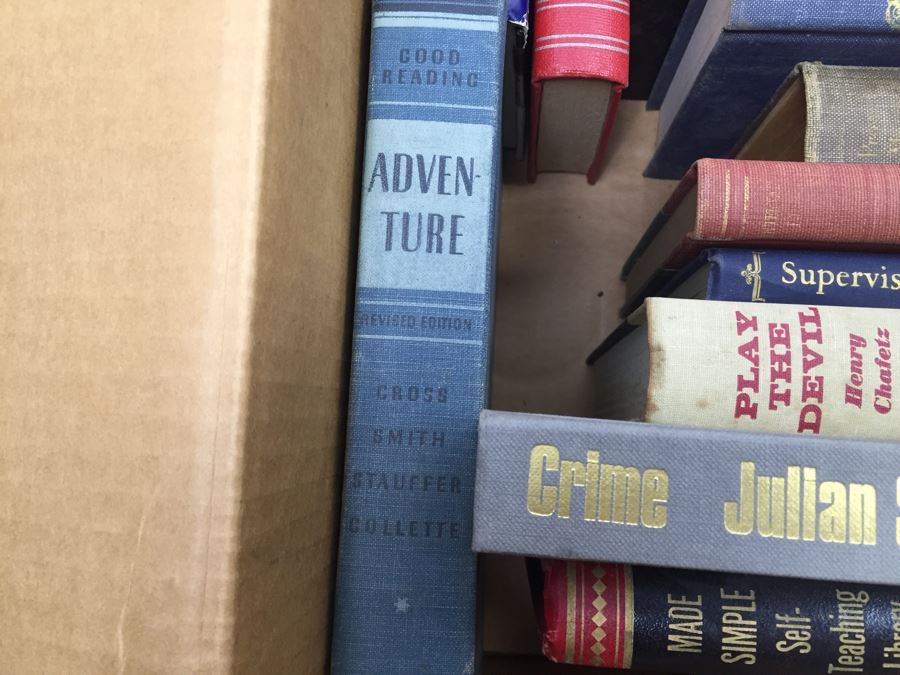 GOOD
READING
ADVEN-
TURE
REVISED EDITION
CROSS
SMITH
STAUFFER
COLLETTE
Supervis
PLAY
THE
DEVIL
Henry
Chafetz
Crime Julian
MADE
SIMPLE
Self-
Teaching